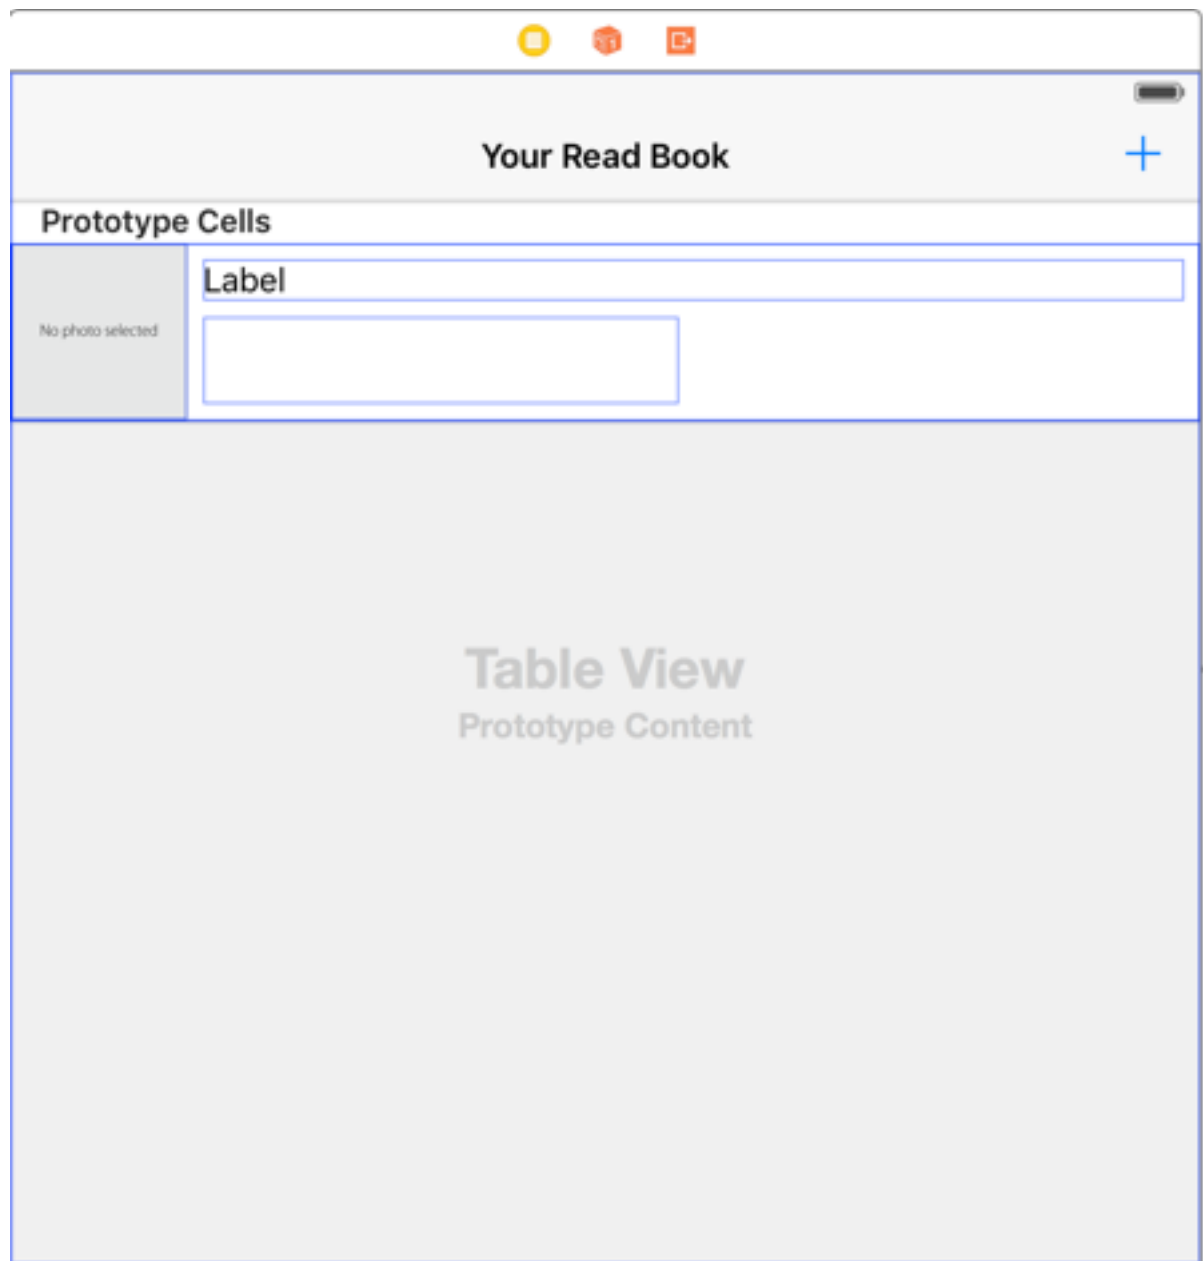 Your Read Book
Prototype Cells
Label
No photo selected
Table View
Prototype Content